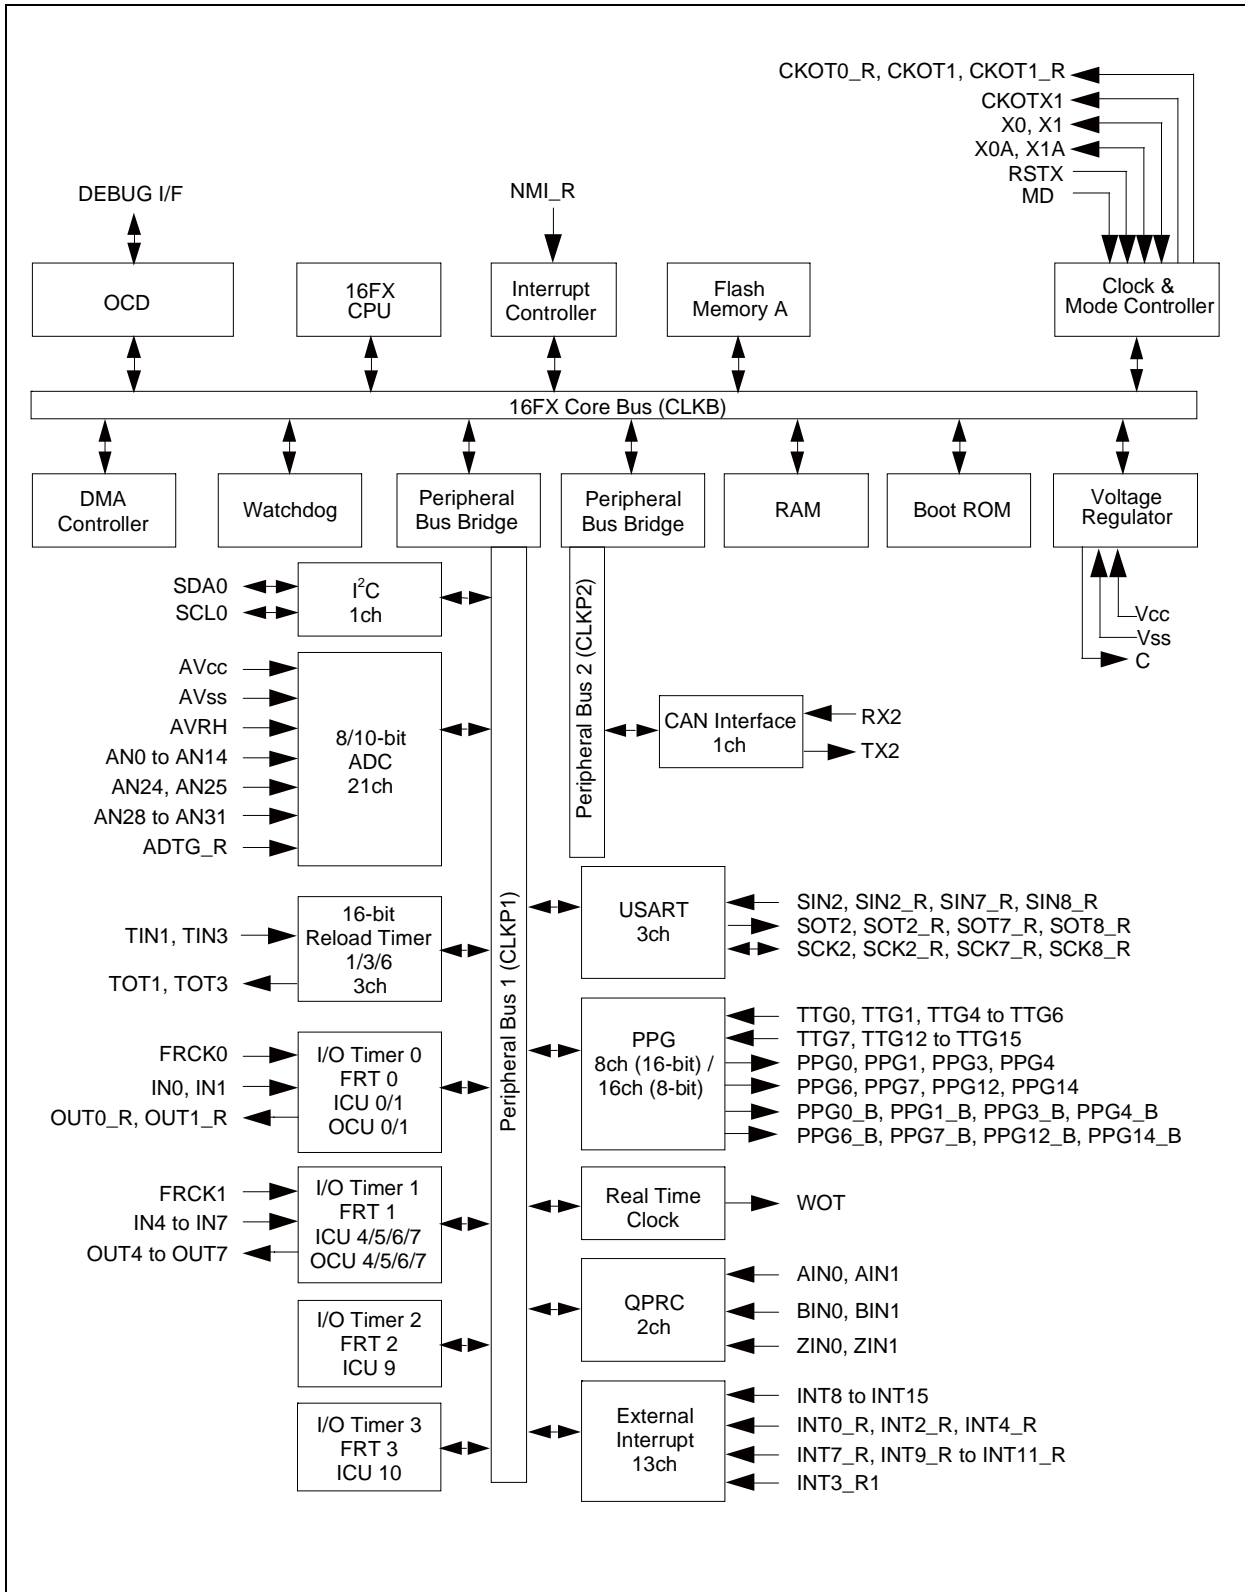 CKOT0_R, CKOT1, CKOT1_R
CKOTX1
X0, X1
X0A, X1A
RSTX
MD
DEBUG I/F
NMI_R
OCD
16FX
CPU
Interrupt
Controller
Flash
Memory A
Clock &
Mode Controller
16FX Core Bus (CLKB)
DMA
Controller
Watchdog
Peripheral
Bus Bridge
Peripheral
Bus Bridge
RAM
Boot ROM
Voltage
Regulator
Vcc
Vss
C
Peripheral Bus 1 (CLKP1)
Peripheral Bus 2 (CLKP2)
SDA0
SCL0
I²C
1ch
AVcc
AVss
AVRH
AN0 to AN14
AN24, AN25
AN28 to AN31
ADTG_R
8/10-bit
ADC
21ch
CAN Interface
1ch
RX2
TX2
TIN1, TIN3
TOT1, TOT3
16-bit
Reload Timer
1/3/6
3ch
USART
3ch
SIN2, SIN2_R, SIN7_R, SIN8_R
SOT2, SOT2_R, SOT7_R, SOT8_R
SCK2, SCK2_R, SCK7_R, SCK8_R
FRCK0
IN0, IN1
OUT0_R, OUT1_R
I/O Timer 0
FRT 0
ICU 0/1
OCU 0/1
PPG
8ch (16-bit) /
16ch (8-bit)
TTG0, TTG1, TTG4 to TTG6
TTG7, TTG12 to TTG15
PPG0, PPG1, PPG3, PPG4
PPG6, PPG7, PPG12, PPG14
PPG0_B, PPG1_B, PPG3_B, PPG4_B
PPG6_B, PPG7_B, PPG12_B, PPG14_B
FRCK1
IN4 to IN7
OUT4 to OUT7
I/O Timer 1
FRT 1
ICU 4/5/6/7
OCU 4/5/6/7
Real Time
Clock
WOT
I/O Timer 2
FRT 2
ICU 9
QPRC
2ch
AIN0, AIN1
BIN0, BIN1
ZIN0, ZIN1
I/O Timer 3
FRT 3
ICU 10
External
Interrupt
13ch
INT8 to INT15
INT0_R, INT2_R, INT4_R
INT7_R, INT9_R to INT11_R
INT3_R1